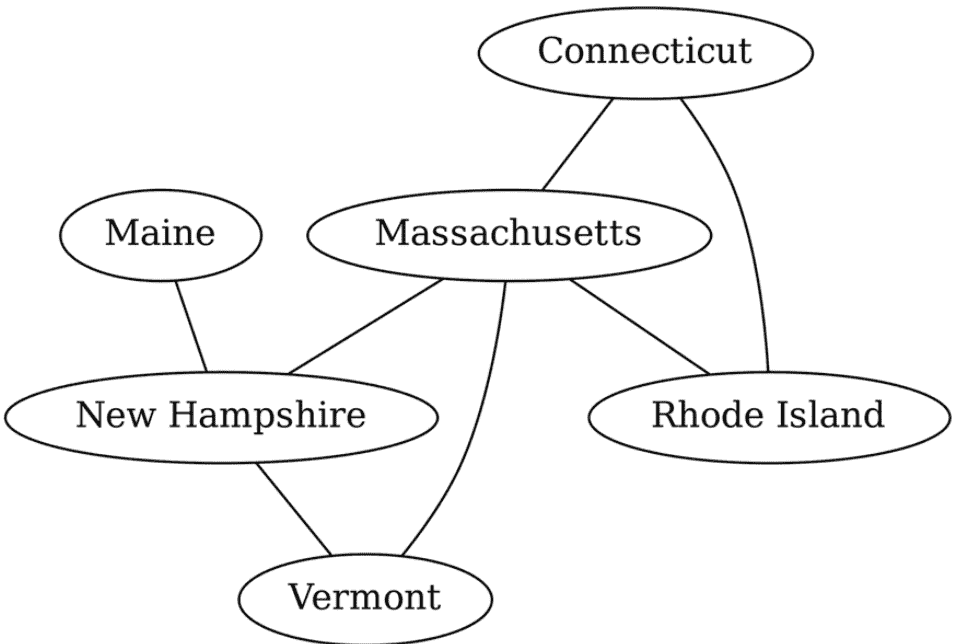 Connecticut
Maine
Massachusetts
New Hampshire
Rhode Island
Vermont